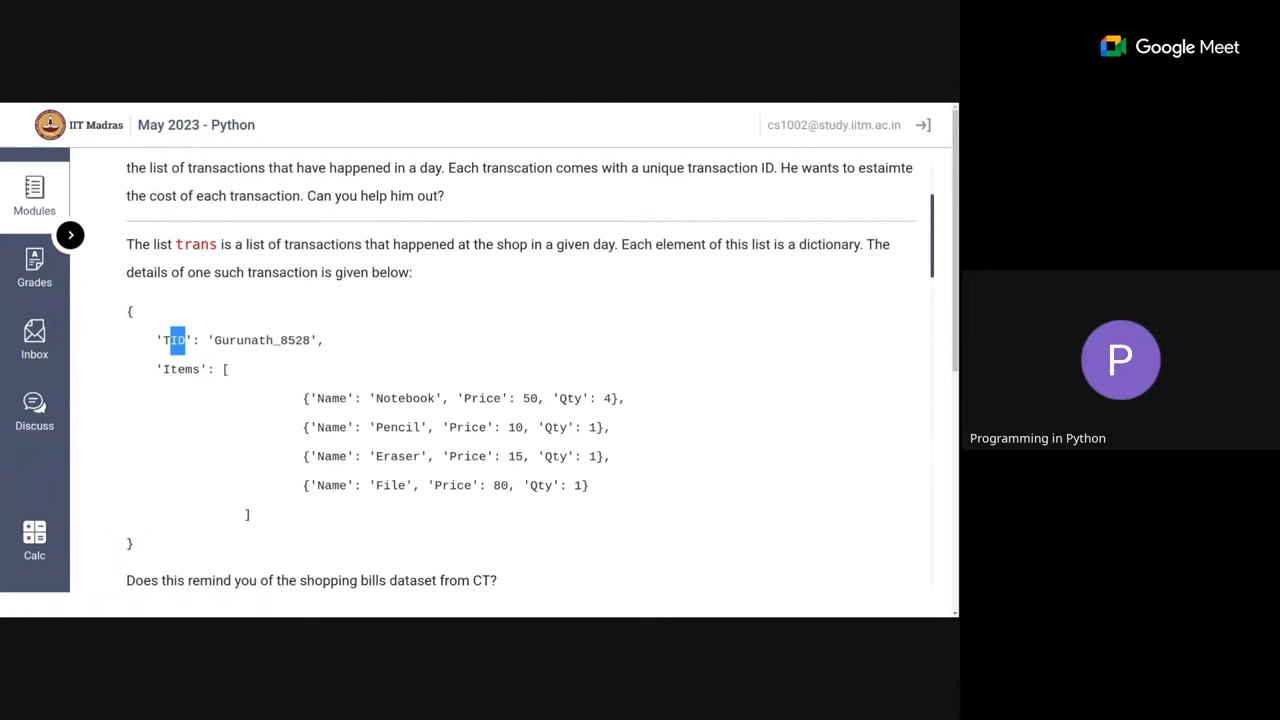 Google Meet
IIT Madras
May 2023 - Python
cs1002@study.iitm.ac.in
the list of transactions that have happened in a day. Each transcation comes with a unique transaction ID. He wants to estaimte
the cost of each transaction. Can you help him out?
Modules
The list trans is a list of transactions that happened at the shop in a given day. Each element of this list is a dictionary. The
details of one such transaction is given below:
Grades
{
'TID': 'Gurunath_8528',
'Items': [
{'Name': 'Notebook', 'Price': 50, 'Qty': 4},
{'Name': 'Pencil', 'Price': 10, 'Qty': 1},
{'Name': 'Eraser', 'Price': 15, 'Qty': 1},
{'Name': 'File', 'Price': 80, 'Qty': 1}
]
}
Inbox
Discuss
Calc
Does this remind you of the shopping bills dataset from CT?
P
Programming in Python